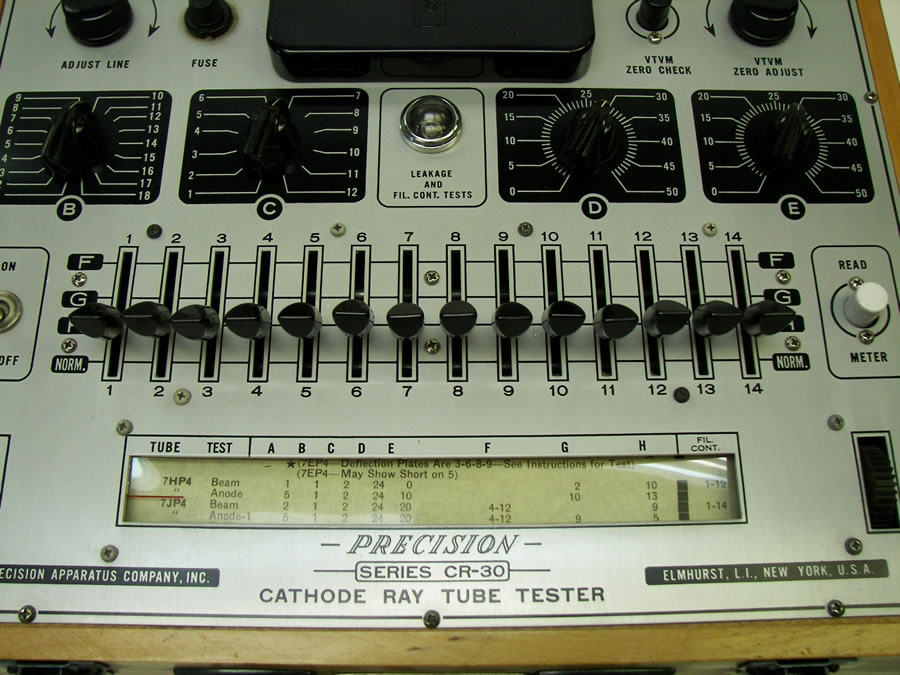 ADJUST LINE
FUSE
VTVM
ZERO CHECK
VTVM
ZERO ADJUST
9 10
8 11
7 12
6 13
5 14
4 15
3 16
2 17
1 18
B
6 7
5 8
4 9
3 10
2 11
1 12
C
LEAKAGE
AND
FIL. CONT. TESTS
20 25 30
15 35
10 40
5 45
0 50
D
20 25 30
15 35
10 40
5 45
0 50
E
ON
OFF
1 2 3 4 5 6 7 8 9 10 11 12 13 14
F F
G G
H H
NORM. NORM.
1 2 3 4 5 6 7 8 9 10 11 12 13 14
READ
METER
TUBE TEST A B C D E F G H FIL. CONT.
★(7EP4—Deflection Plates Are 3-6-8-9—See Instructions for Test)
(7EP4—May Show Short on 5)
7HP4 Beam 1 1 2 24 0 2 10 1-12
" Anode 5 1 2 24 10 10 13
7JP4 Beam 2 1 2 24 20 4-12 9 1-14
" Anode-1 5 1 2 24 20 4-12 9 5
PRECISION
SERIES CR-30
CATHODE RAY TUBE TESTER
ECISION APPARATUS COMPANY, INC.
ELMHURST, L.I., NEW YORK, U.S.A.